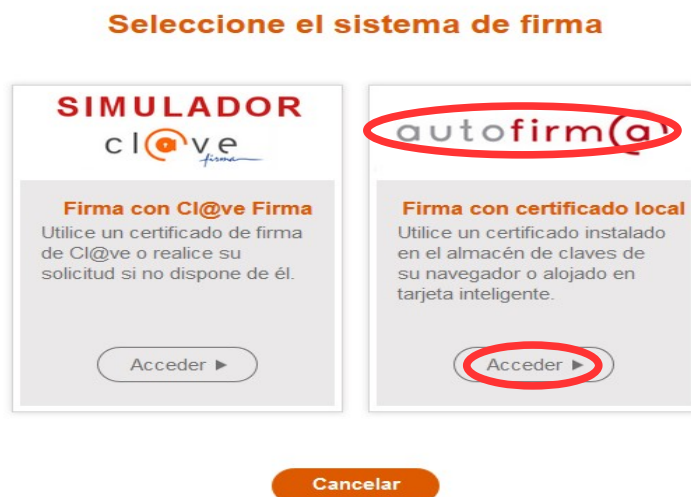 Seleccione el sistema de firma
SIMULADOR
cl@ve
firma
Firma con Cl@ve Firma
Utilice un certificado de firma
de Cl@ve o realice su
solicitud si no dispone de él.
Acceder ►
autofirm(a)
Firma con certificado local
Utilice un certificado instalado
en el almacén de claves de
su navegador o alojado en
tarjeta inteligente.
Acceder ►
Cancelar